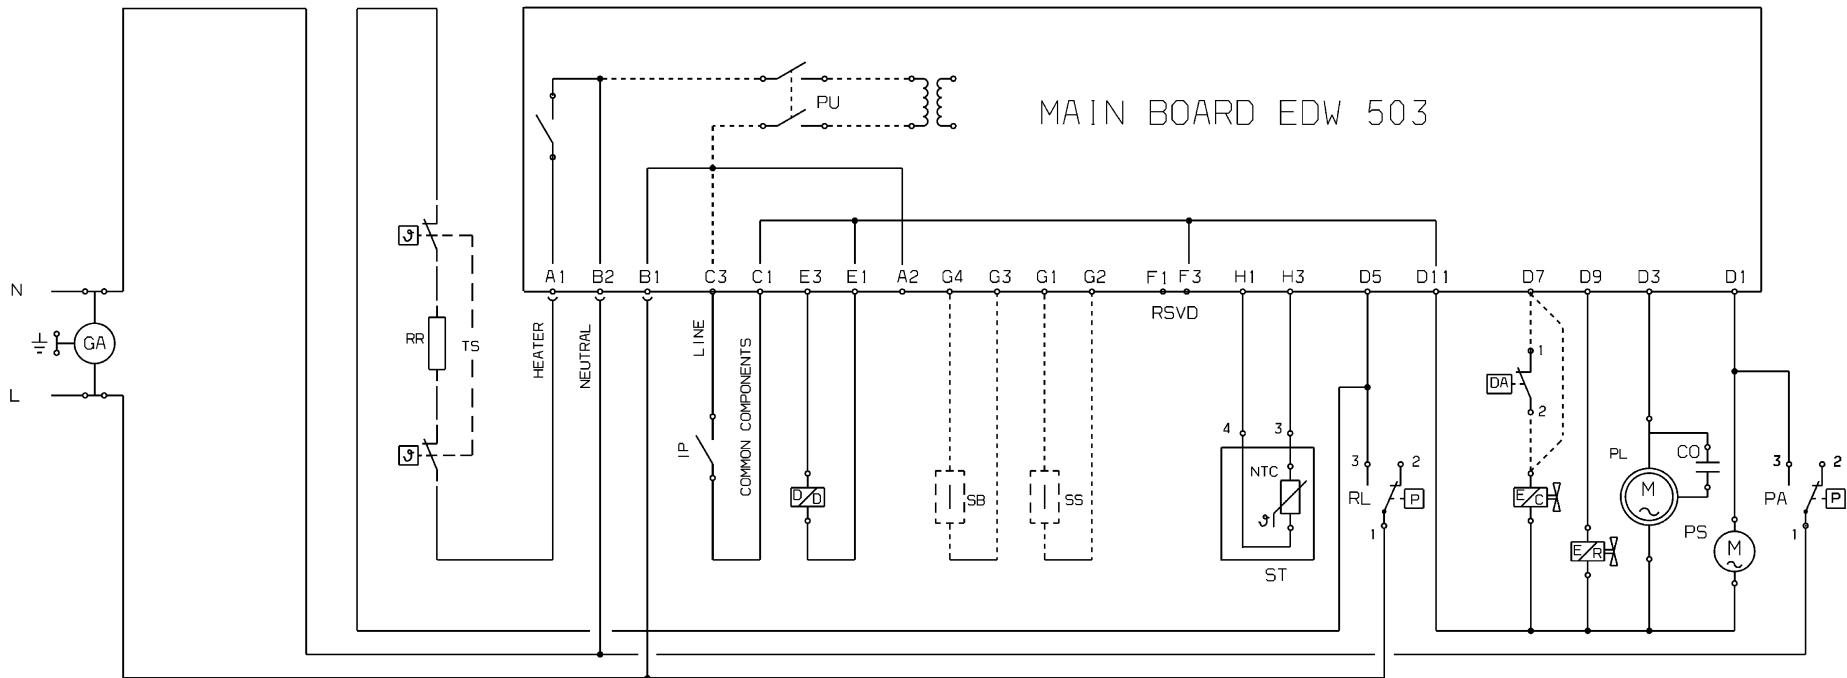 PU
MAIN BOARD EDW 503
ϑ
A1 B2 B1 C3 C1 E3 E1 A2 G4 G3 G1 G2 F1 F3 H1 H3 D5 D11 D7 D9 D3 D1
N
RSVD
GA
RR
TS
HEATER
NEUTRAL
LINE
COMMON COMPONENTS
1
DA
2
L
4 3
IP
ϑ
NTC
ϑ
3 2
RL
P
1
PL
CO
M
3 2
PA
P
1
D D
SB
SS
E C
PS
M
E R
ST